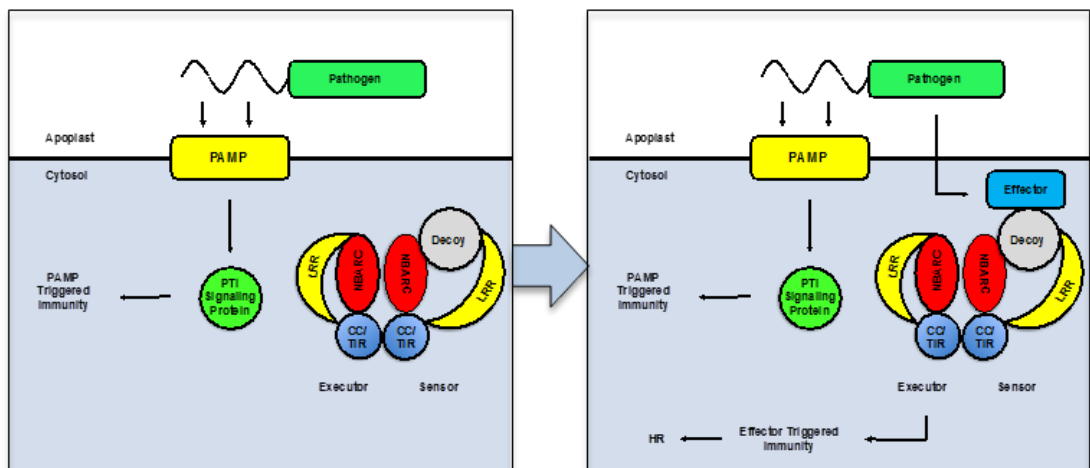 Pathogen
Apoplast
PAMP
Cytosol
Decoy
LRR
NBARC
NBARC
LRR
PAMP
Triggered
Immunity
PTI
Signaling
Protein
CC/
TIR
CC/
TIR
Executor
Sensor
Pathogen
Apoplast
PAMP
Cytosol
Effector
Decoy
LRR
NBARC
NBARC
LRR
PAMP
Triggered
Immunity
PTI
Signaling
Protein
CC/
TIR
CC/
TIR
Executor
Sensor
HR
Effector Triggered
Immunity